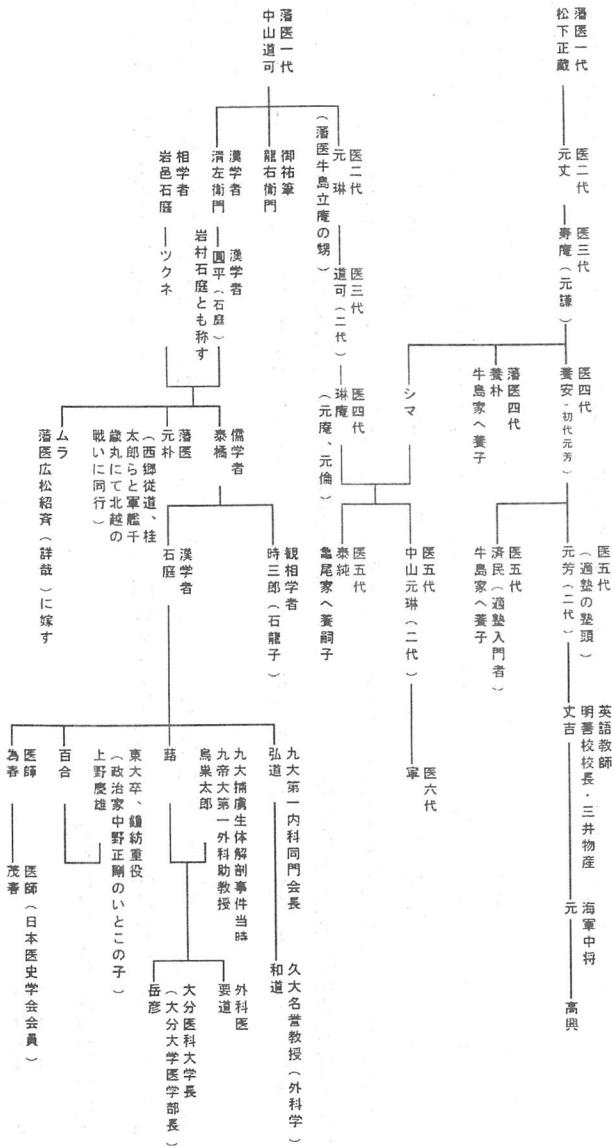 藩医一代
松下正蔵
医二代
元丈
医三代
寿庵(元謙)
医四代
養安・初代元芳
藩医四代
養朴
牛島家へ養子
シマ
医五代
(適塾の塾頭)
元芳(二代)
医五代
済民(適塾入門者)
牛島家へ養子
英語教師
明善校校長・三井物産
丈吉
海軍中将
元
高興
藩医一代
中山道可
医二代
元琳
(藩医牛島立庵の甥)
御祐筆
龍右衛門
漢学者
清左衛門
相学者
岩邑石庭
医三代
道可(二代)
漢学者
圓平(石庭)
岩村石庭とも称す
ツクネ
医四代
琳庵
(元庵、元倫)
医五代
中山元琳(二代)
医五代
泰純
亀尾家へ養嗣子
医六代
軍
儒学者
泰橘
藩医
元朴
(西郷従道、桂
太郎らと軍艦千
歳丸にて北越の
戦いに同行)
ムラ
藩医広松紹斉(詳哉)に嫁す
観相学者
時三郎(石龍子)
漢学者
石庭
九大第一内科同門会長
弘道
九大捕虜生体解剖事件当時
九帝大第一外科助教授
鳥巣太郎
蕗
東大卒、鐘紡重役
(政治家中野正剛のいとこの子)
上野慶雄
百合
医師
為春
久大名誉教授(外科学)
和道
外科医
要道
大分医科大学長
(大分大学医学部長)
岳彦
医師(日本医史学会会員)
茂春